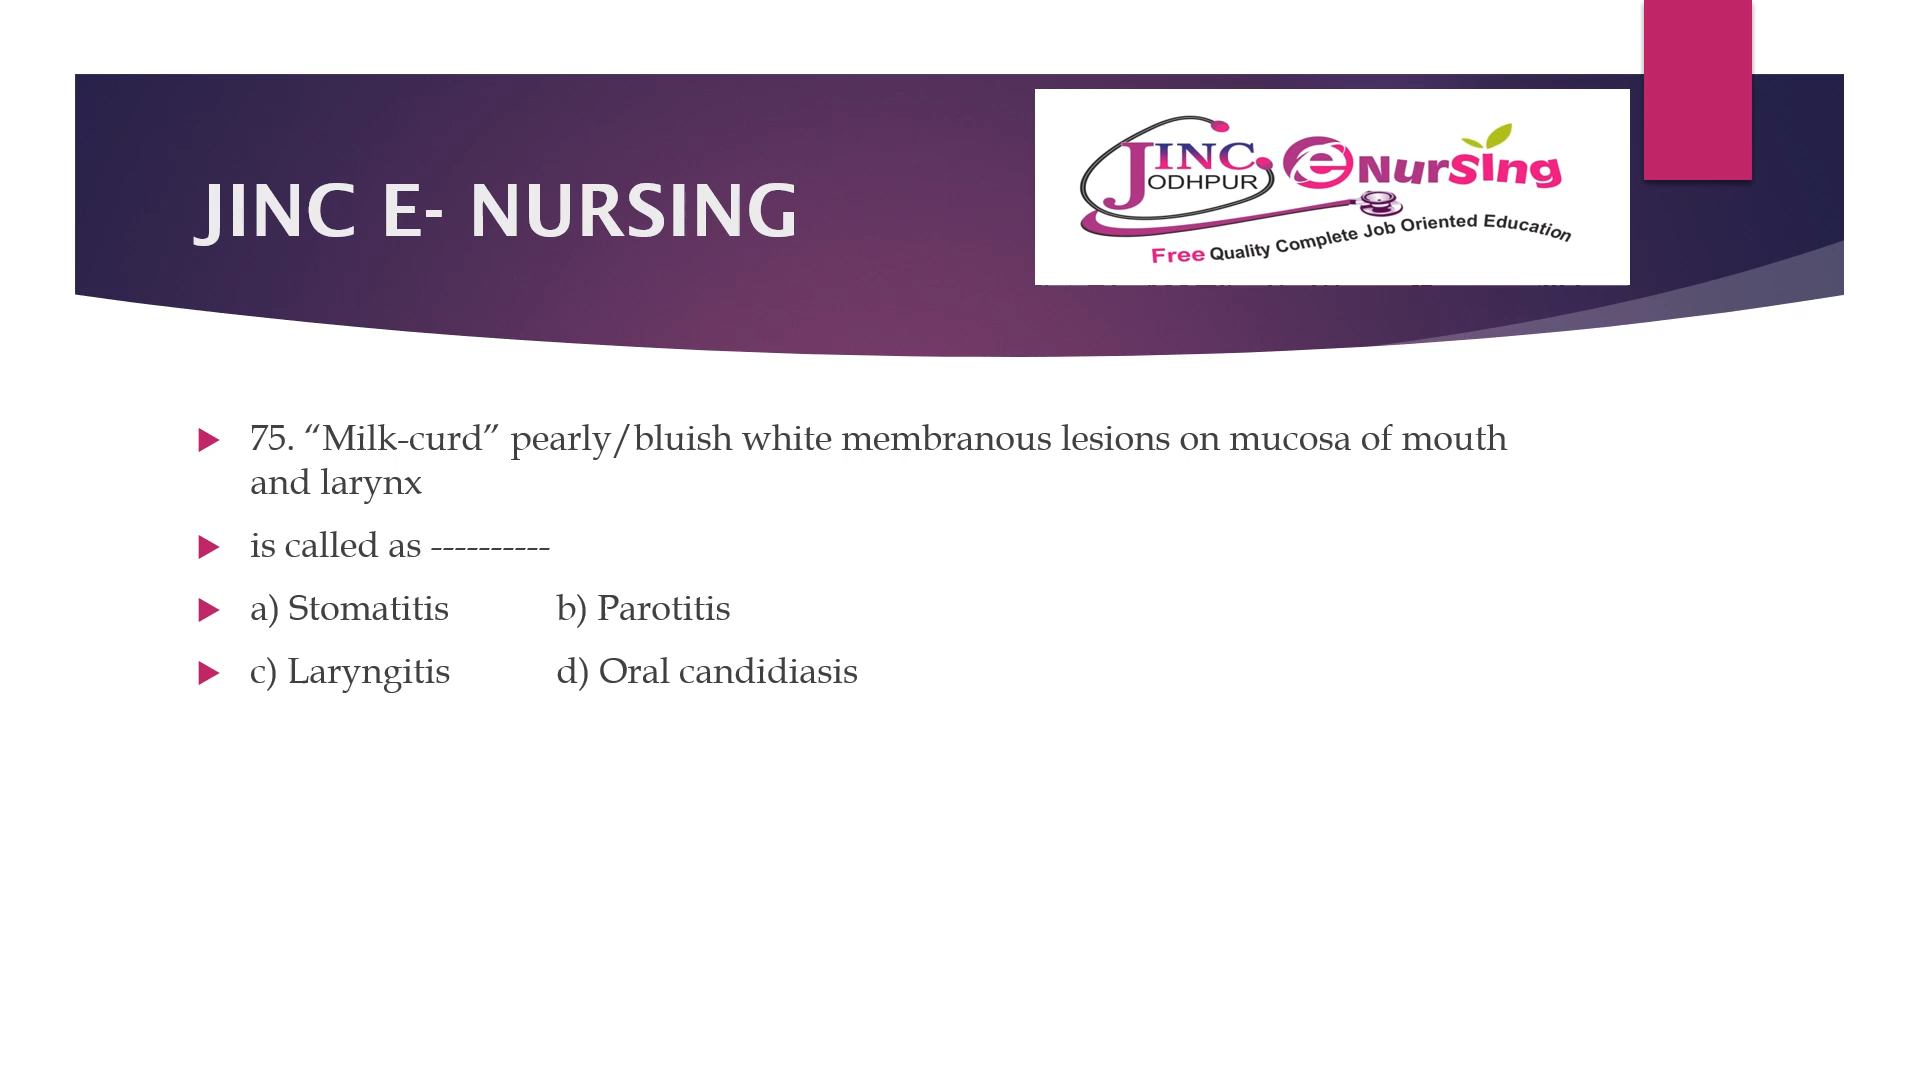 JINC E- NURSING
JINC
ODHPUR
eNursing
Free Quality Complete Job Oriented Education
75. “Milk-curd” pearly/bluish white membranous lesions on mucosa of mouth
and larynx
is called as ----------
a) Stomatitis b) Parotitis
c) Laryngitis d) Oral candidiasis